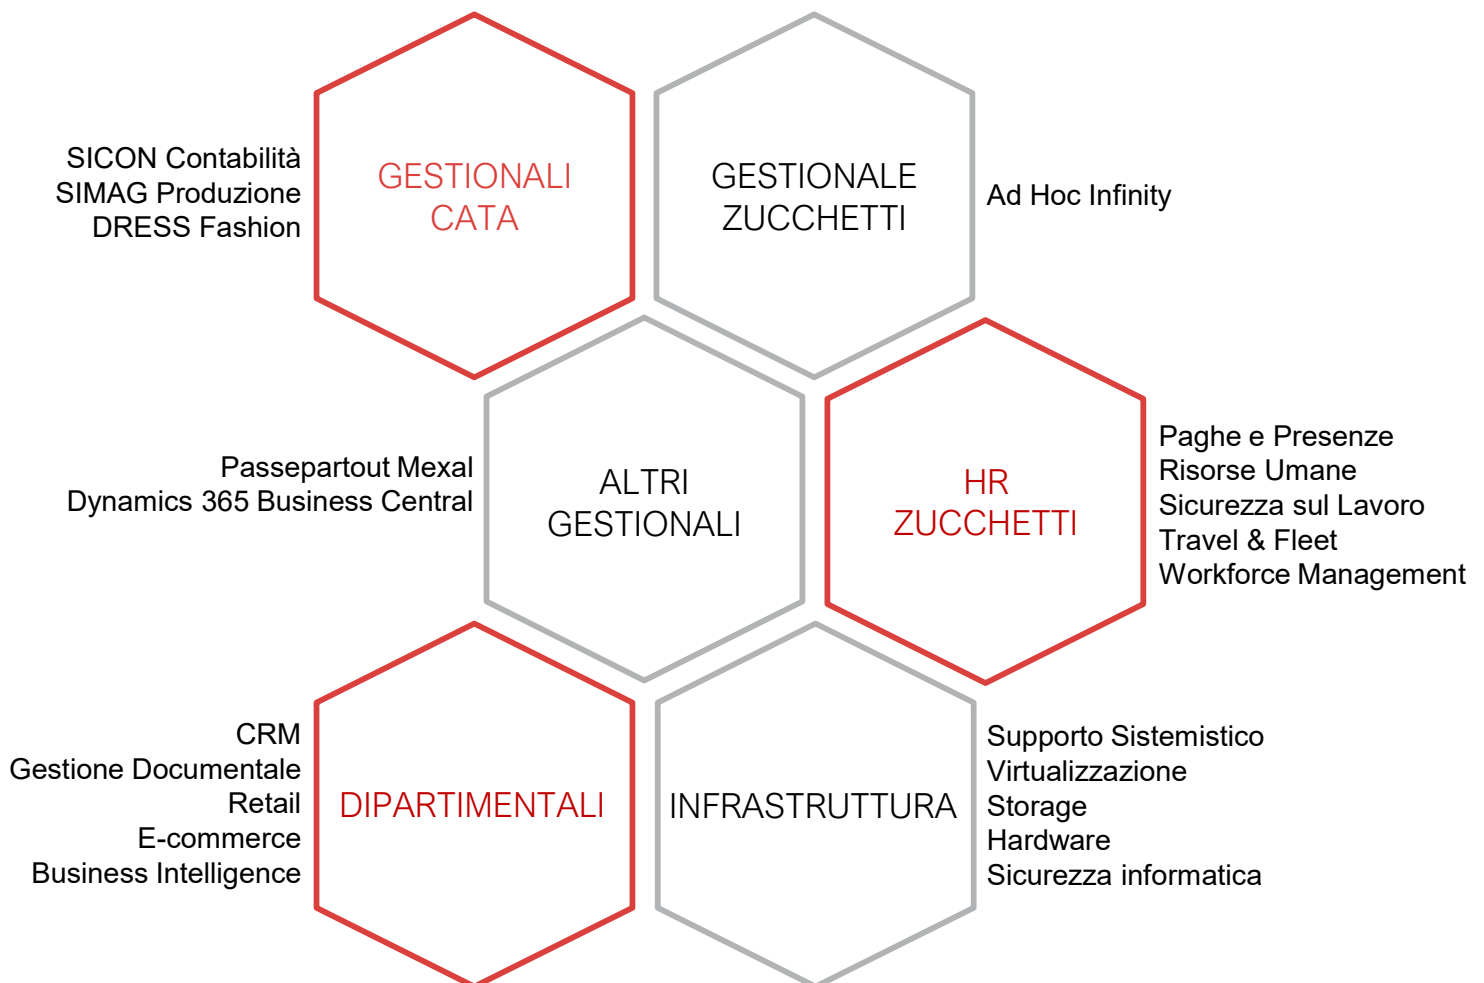 SICON Contabilità
SIMAG Produzione
DRESS Fashion
GESTIONALI
CATA
GESTIONALE
ZUCCHETTI
Ad Hoc Infinity
Passepartout Mexal
Dynamics 365 Business Central
ALTRI
GESTIONALI
HR
ZUCCHETTI
Paghe e Presenze
Risorse Umane
Sicurezza sul Lavoro
Travel & Fleet
Workforce Management
CRM
Gestione Documentale
Retail
E-commerce
Business Intelligence
DIPARTIMENTALI
INFRASTRUTTURA
Supporto Sistemistico
Virtualizzazione
Storage
Hardware
Sicurezza informatica